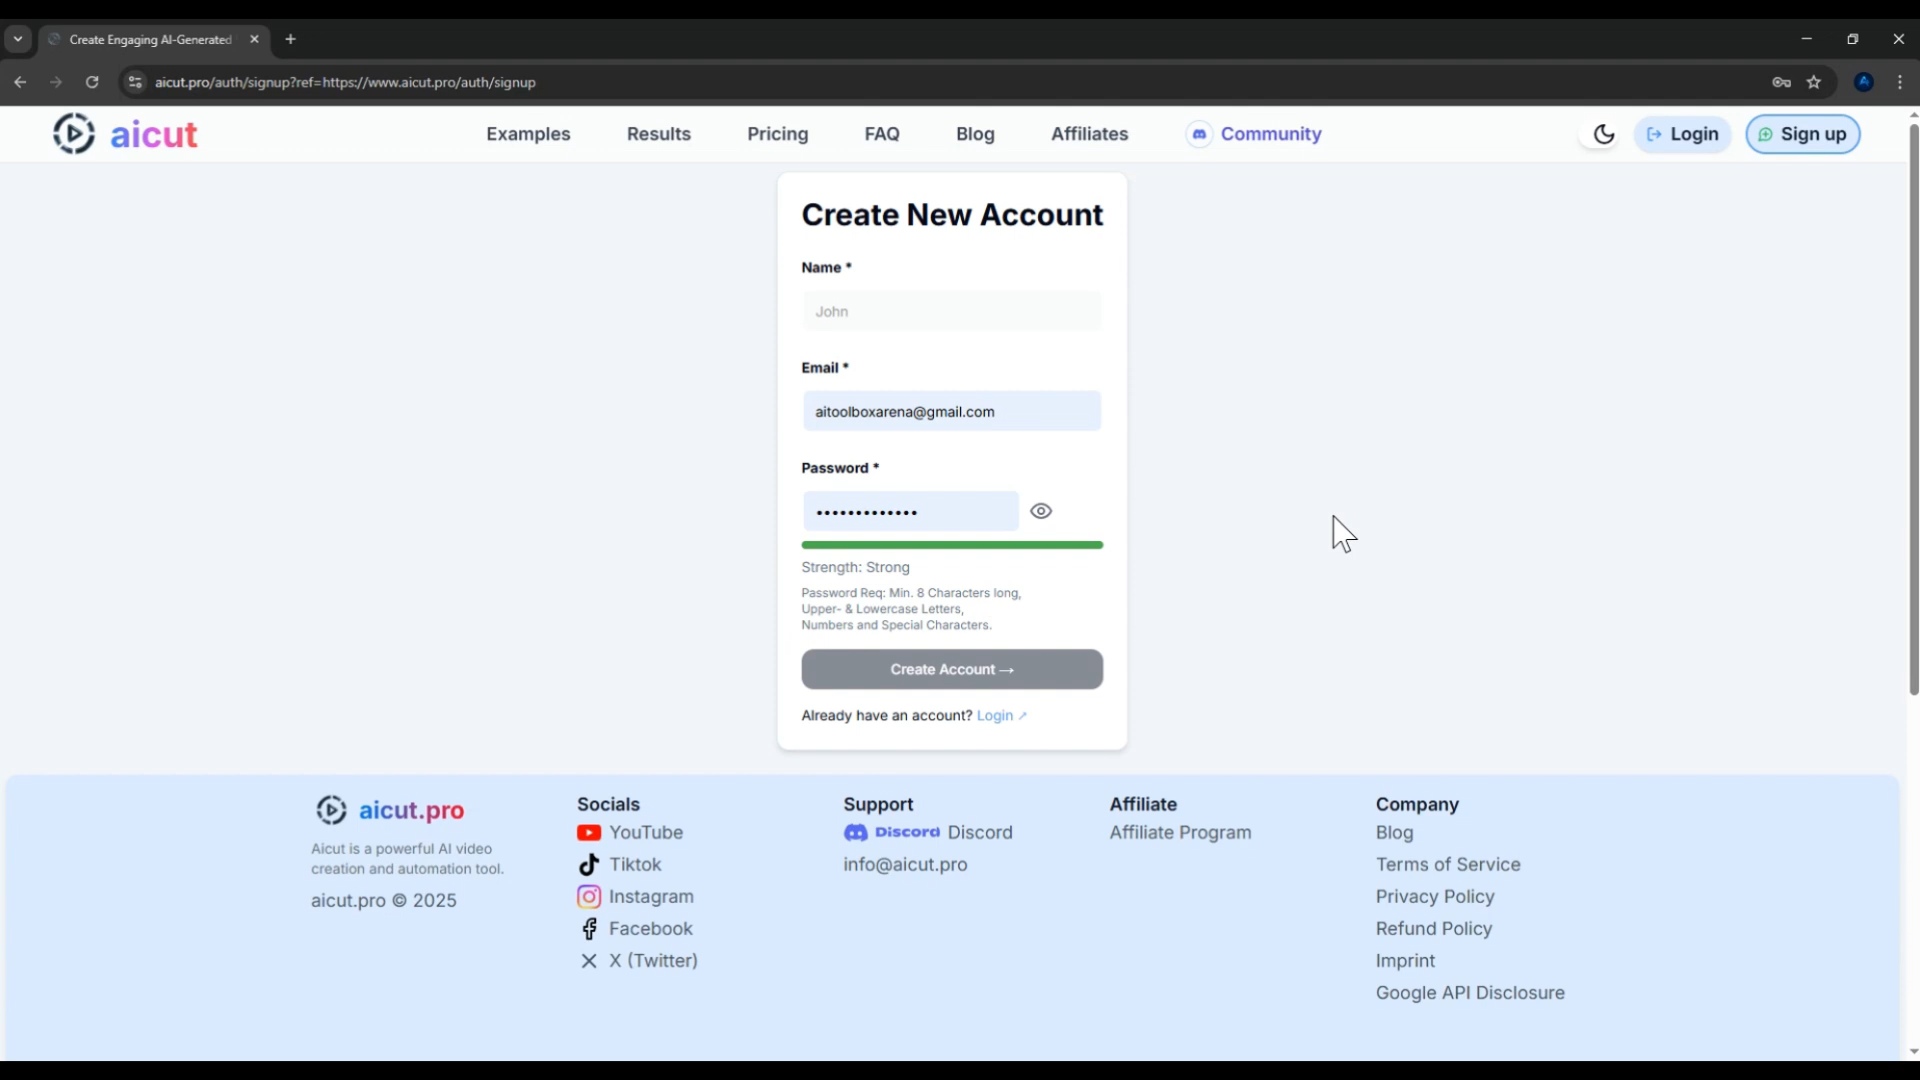 Create Engaging AI-Generated
aicut.pro/auth/signup?ref=https://www.aicut.pro/auth/signup
aicut
Examples
Results
Pricing
FAQ
Blog
Affiliates
Community
Login
Sign up
Create New Account
Name *
John
Email *
aitoolboxarena@gmail.com
Password *
•••••••••••••
Strength: Strong
Password Req: Min. 8 Characters long,
Upper- & Lowercase Letters,
Numbers and Special Characters.
Create Account →
Already have an account? Login ↗
aicut.pro
Aicut is a powerful AI video
creation and automation tool.
aicut.pro © 2025
Socials
YouTube
Tiktok
Instagram
Facebook
X (Twitter)
Support
Discord Discord
info@aicut.pro
Affiliate
Affiliate Program
Company
Blog
Terms of Service
Privacy Policy
Refund Policy
Imprint
Google API Disclosure